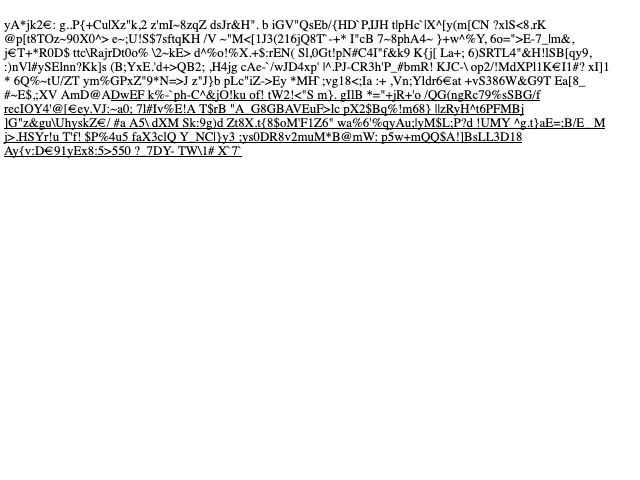 yA*jk2€: g..P{+CulXz"k,2 z'mI~8zqZ dsJr&H". b iGV"QsEb/{HD`P,IJH tlpHc`lX^[y(m[CN ?xlS<8.rK
@p[t8TOz~90X0^> e~;U!S$7sftqKH /V ~"M<[1J3(216jQ8T`-+* I"cB 7~8phA4~ }+w^%Y, 6o=">E-7_lm&,
j€T+*R0D$ ttc\RajrDt0o% \2~kE> d^%o!%X.+$:rEN( Sl,0Gt!pN#C4I"f&k9 K{j[ La+; 6)SRTL4"&H!!lSB[qy9,
:)nVl#ySElnn?Kk]s (B;YxE.'d+>QB2; ,H4jg cAe-`/wJD4xp' l^.PJ-CR3h'P_#bmR! KJC-\ op2/!MdXPl1K€I1#? xI]1
* 6Q%~tU/ZT ym%GPxZ"9*N=>J z"J}b pLc"iZ->Ey *MH`;vg18<;Ia :+ ,Vn;Yldr6€at +vS386W&G9T Ea[8_
#~E$,;XV AmD@ADwEF k%-`ph-C^&jO!ku of! tW2!<"S m}. gIlB *="+jR+'o /QG(ngRc79%sSBG/f
recIOY4'@[€ey.VJ:~a0; 7l#Iv%E!A T$rB "A_G8GBAVEuF>lc pX2$Bq%!m68} ||zRyH^t6PFMBj
]G"z&gu\UhyskZ€/ #a A5\ dXM Sk:9g)d Zt8X.t{8$oM'F1Z6" wa%6'%qyAu;|yM$L;P?d !UMY ^g.t}aE=;B/E_ M
j>.HSYr!u T'f! $P%4u5 faX3clQ Y_NCl}y3 ;ys0DR8v2muM*B@mW: p5w+mQQ$A!]BsLL3D18
Ay{v:D€91yEx8:5>550 ?_7DY- TW\1# X`7`